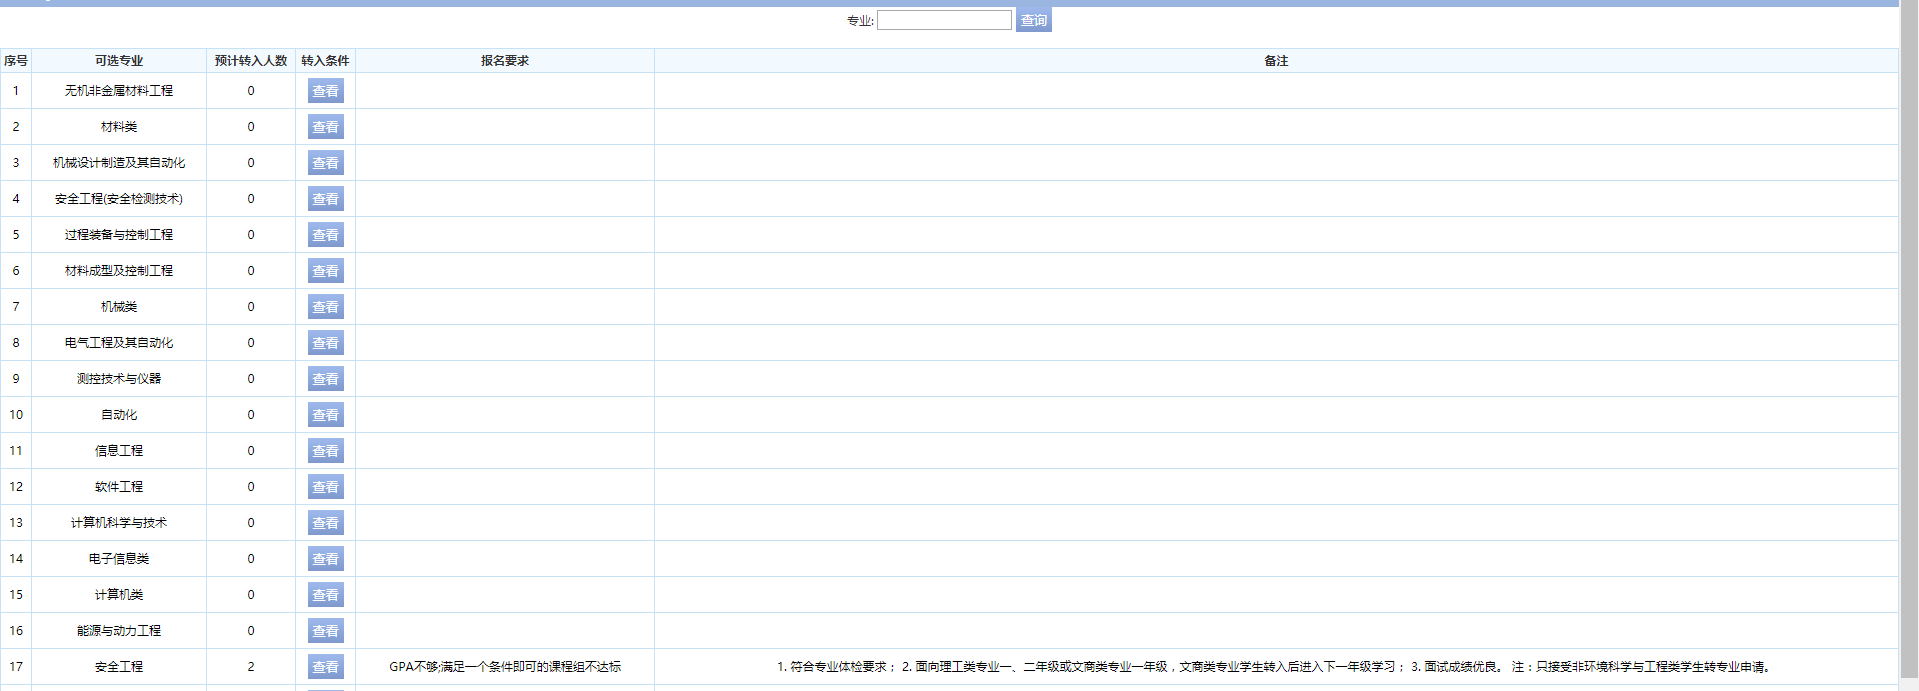 专业: 查询
序号 可选专业 预计转入人数 转入条件 报名要求 备注
1 无机非金属材料工程 0 查看
2 材料类 0 查看
3 机械设计制造及其自动化 0 查看
4 安全工程(安全检测技术) 0 查看
5 过程装备与控制工程 0 查看
6 材料成型及控制工程 0 查看
7 机械类 0 查看
8 电气工程及其自动化 0 查看
9 测控技术与仪器 0 查看
10 自动化 0 查看
11 信息工程 0 查看
12 软件工程 0 查看
13 计算机科学与技术 0 查看
14 电子信息类 0 查看
15 计算机类 0 查看
16 能源与动力工程 0 查看
17 安全工程 2 查看 GPA不够;满足一个条件即可的课程组不达标 1. 符合专业体检要求； 2. 面向理工类专业一、二年级或文商类专业一年级，文商类专业学生转入后进入下一年级学习； 3. 面试成绩优良。 注：只接受非环境科学与工程类学生转专业申请。